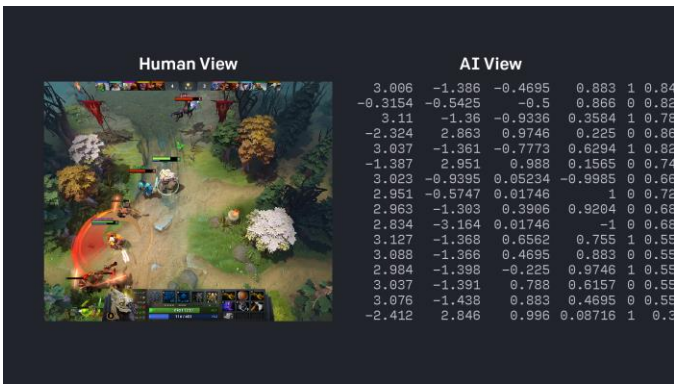 Human View
AI View
3.006 -1.386 -0.4695 0.883 1 0.84
-0.3154 -0.5425 -0.5 0.866 0 0.82
3.11 -1.36 -0.9336 0.3584 1 0.78
-2.324 2.863 0.9746 0.225 0 0.86
3.037 -1.361 -0.7773 0.6294 1 0.82
-1.387 2.951 0.988 0.1565 0 0.74
3.023 -0.9395 0.05234 -0.9985 0 0.66
2.951 -0.5747 0.01746 1 0 0.72
2.963 -1.303 0.3906 0.9204 0 0.68
2.834 -3.164 0.01746 -1 0 0.68
3.127 -1.368 0.6562 0.755 1 0.55
3.088 -1.366 0.4695 0.883 0 0.55
2.984 -1.398 -0.225 0.9746 1 0.55
3.037 -1.391 0.788 0.6157 0 0.55
3.076 -1.438 0.883 0.4695 0 0.55
-2.412 2.846 0.996 0.08716 1 0.3